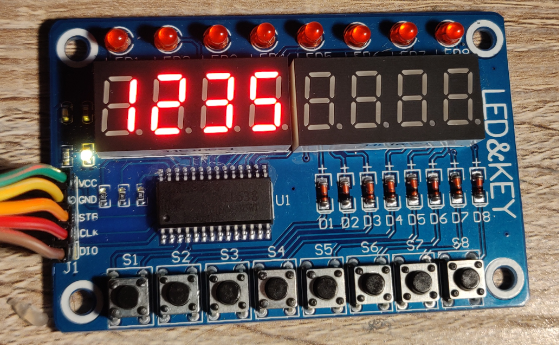 1235
LED&KEY
VCC
GND
STR
CLK
DIO
J1
U1
D1 D2 D3 D4 D5 D6 D7 D8
S1 S2 S3 S4 S5 S6 S7 S8